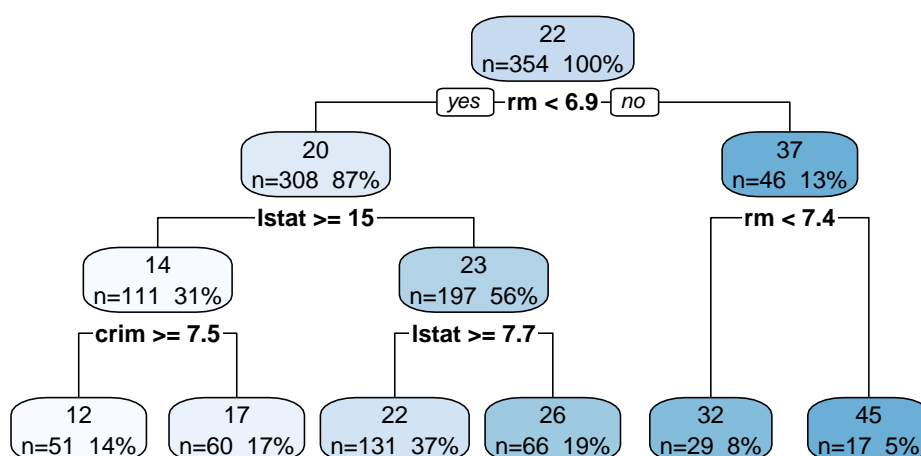 22
n=354  100%
yes rm < 6.9 no
20
n=308  87%
37
n=46  13%
lstat >= 15
rm < 7.4
14
n=111  31%
23
n=197  56%
crim >= 7.5
lstat >= 7.7
12
n=51  14%
17
n=60  17%
22
n=131  37%
26
n=66  19%
32
n=29  8%
45
n=17  5%